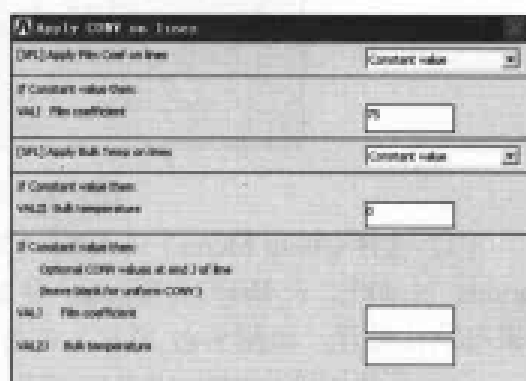 Apply CONV on lines
[SFL] Apply Film Coef on lines
Constant value
If Constant value then:
VALI Film coefficient
75
[SFL] Apply Bulk Temp on lines
Constant value
If Constant value then:
VAL2I Bulk temperature
0
If Constant value then:
Optional CONV values at end J of line
(leave blank for uniform CONV)
VALJ Film coefficient
VAL2J Bulk temperature